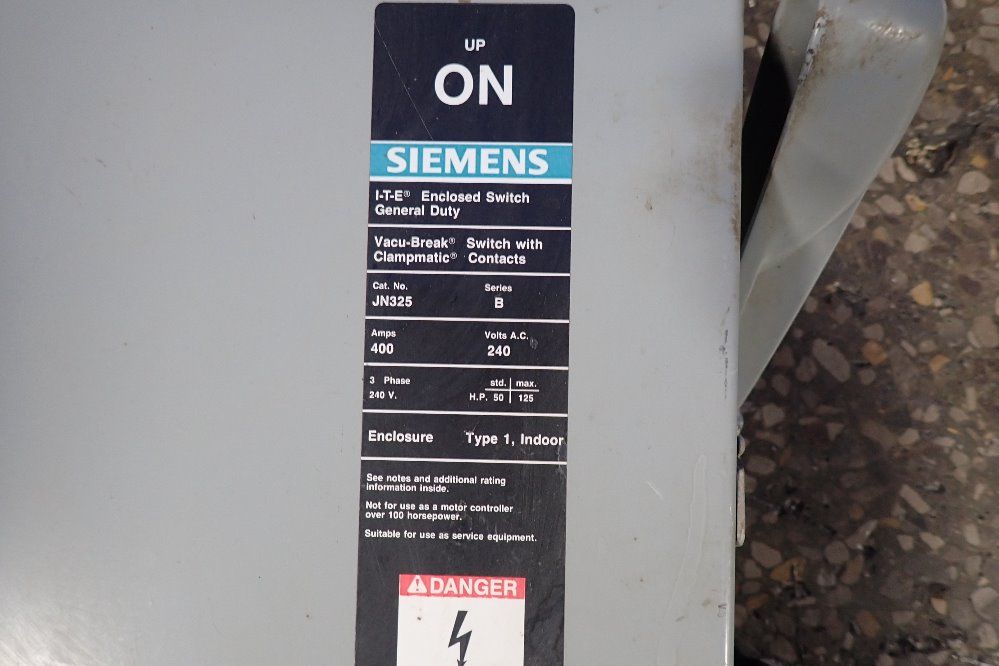 UP
ON
SIEMENS
I-T-E® Enclosed Switch
General Duty
Vacu-Break® Switch with
Clampmatic® Contacts
Cat. No. Series
JN325 B
Amps Volts A.C.
400 240
3 Phase std. max.
240 V. H.P. 50 125
Enclosure Type 1, Indoor
See notes and additional rating
information inside.
Not for use as a motor controller
over 100 horsepower.
Suitable for use as service equipment.
DANGER